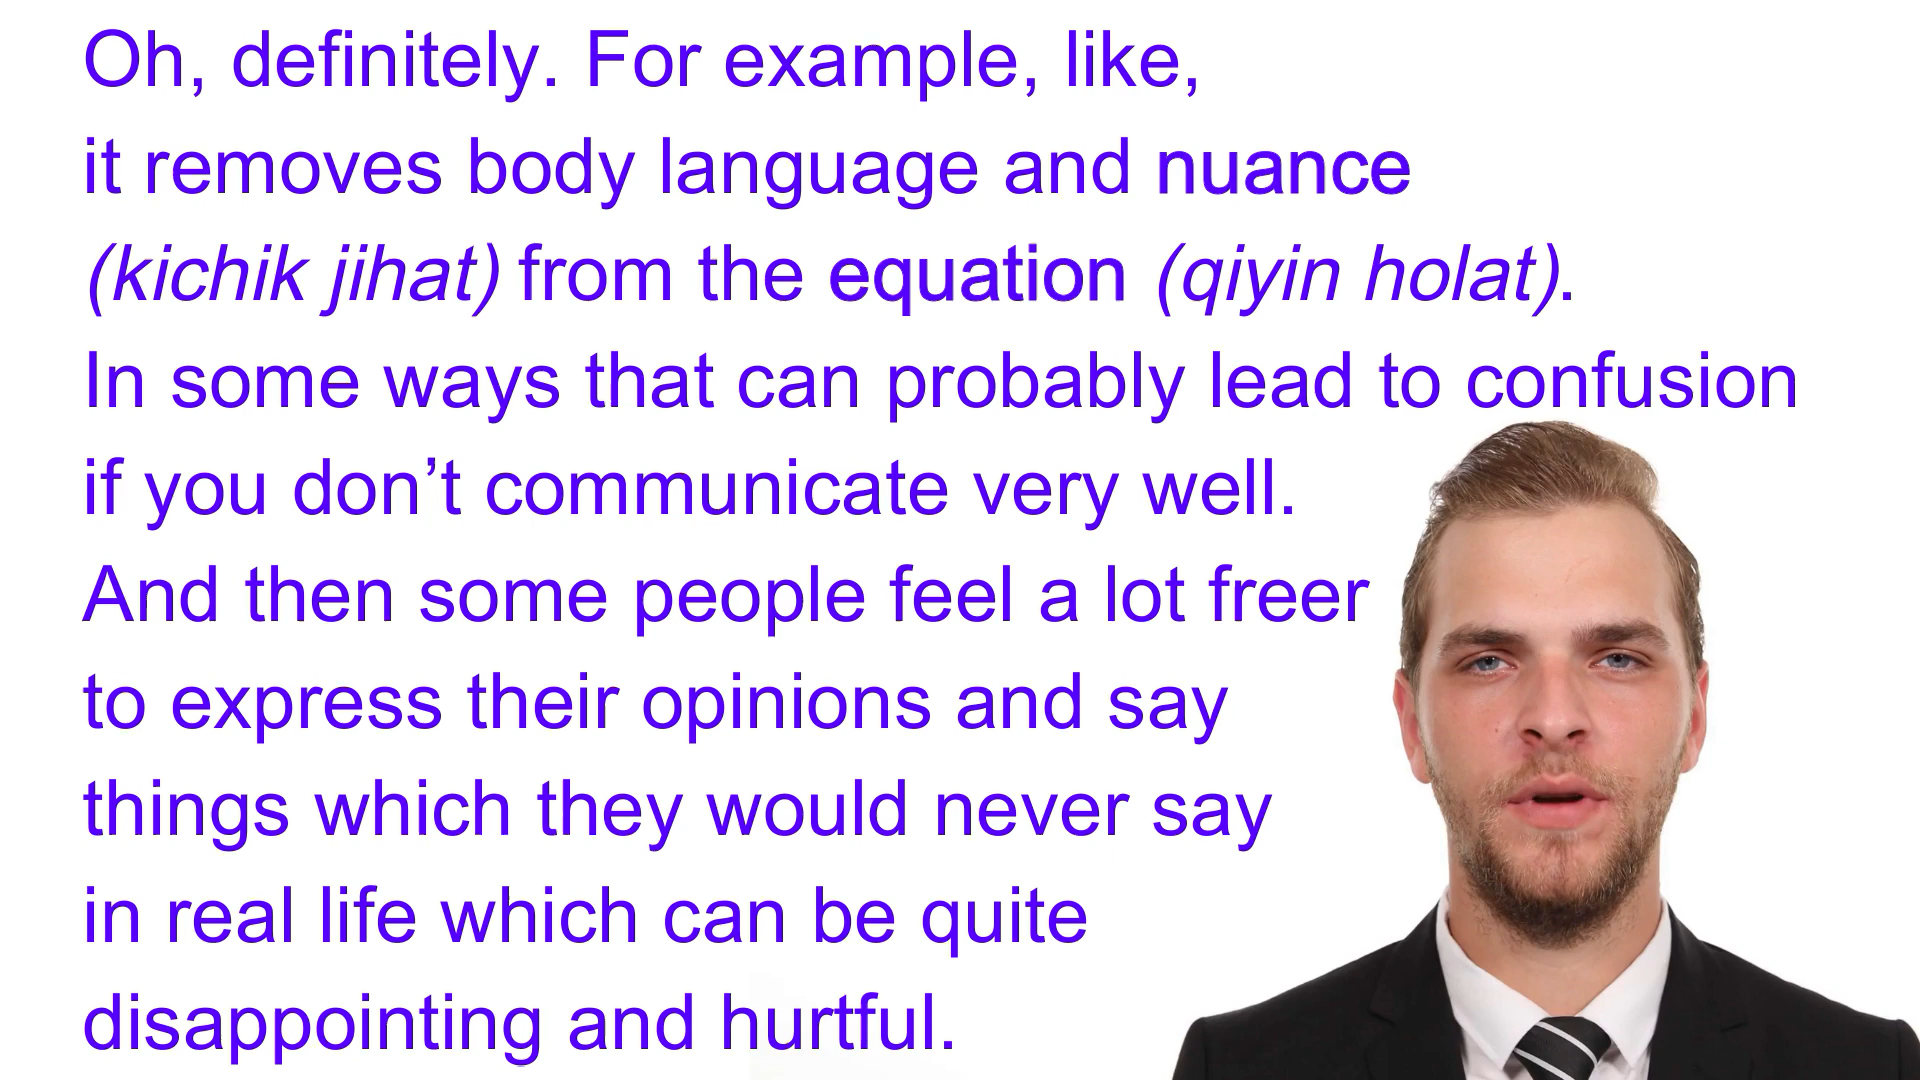 Oh, definitely. For example, like,
it removes body language and nuance
(kichik jihat) from the equation (qiyin holat).
In some ways that can probably lead to confusion
if you don’t communicate very well.
And then some people feel a lot freer
to express their opinions and say
things which they would never say
in real life which can be quite
disappointing and hurtful.